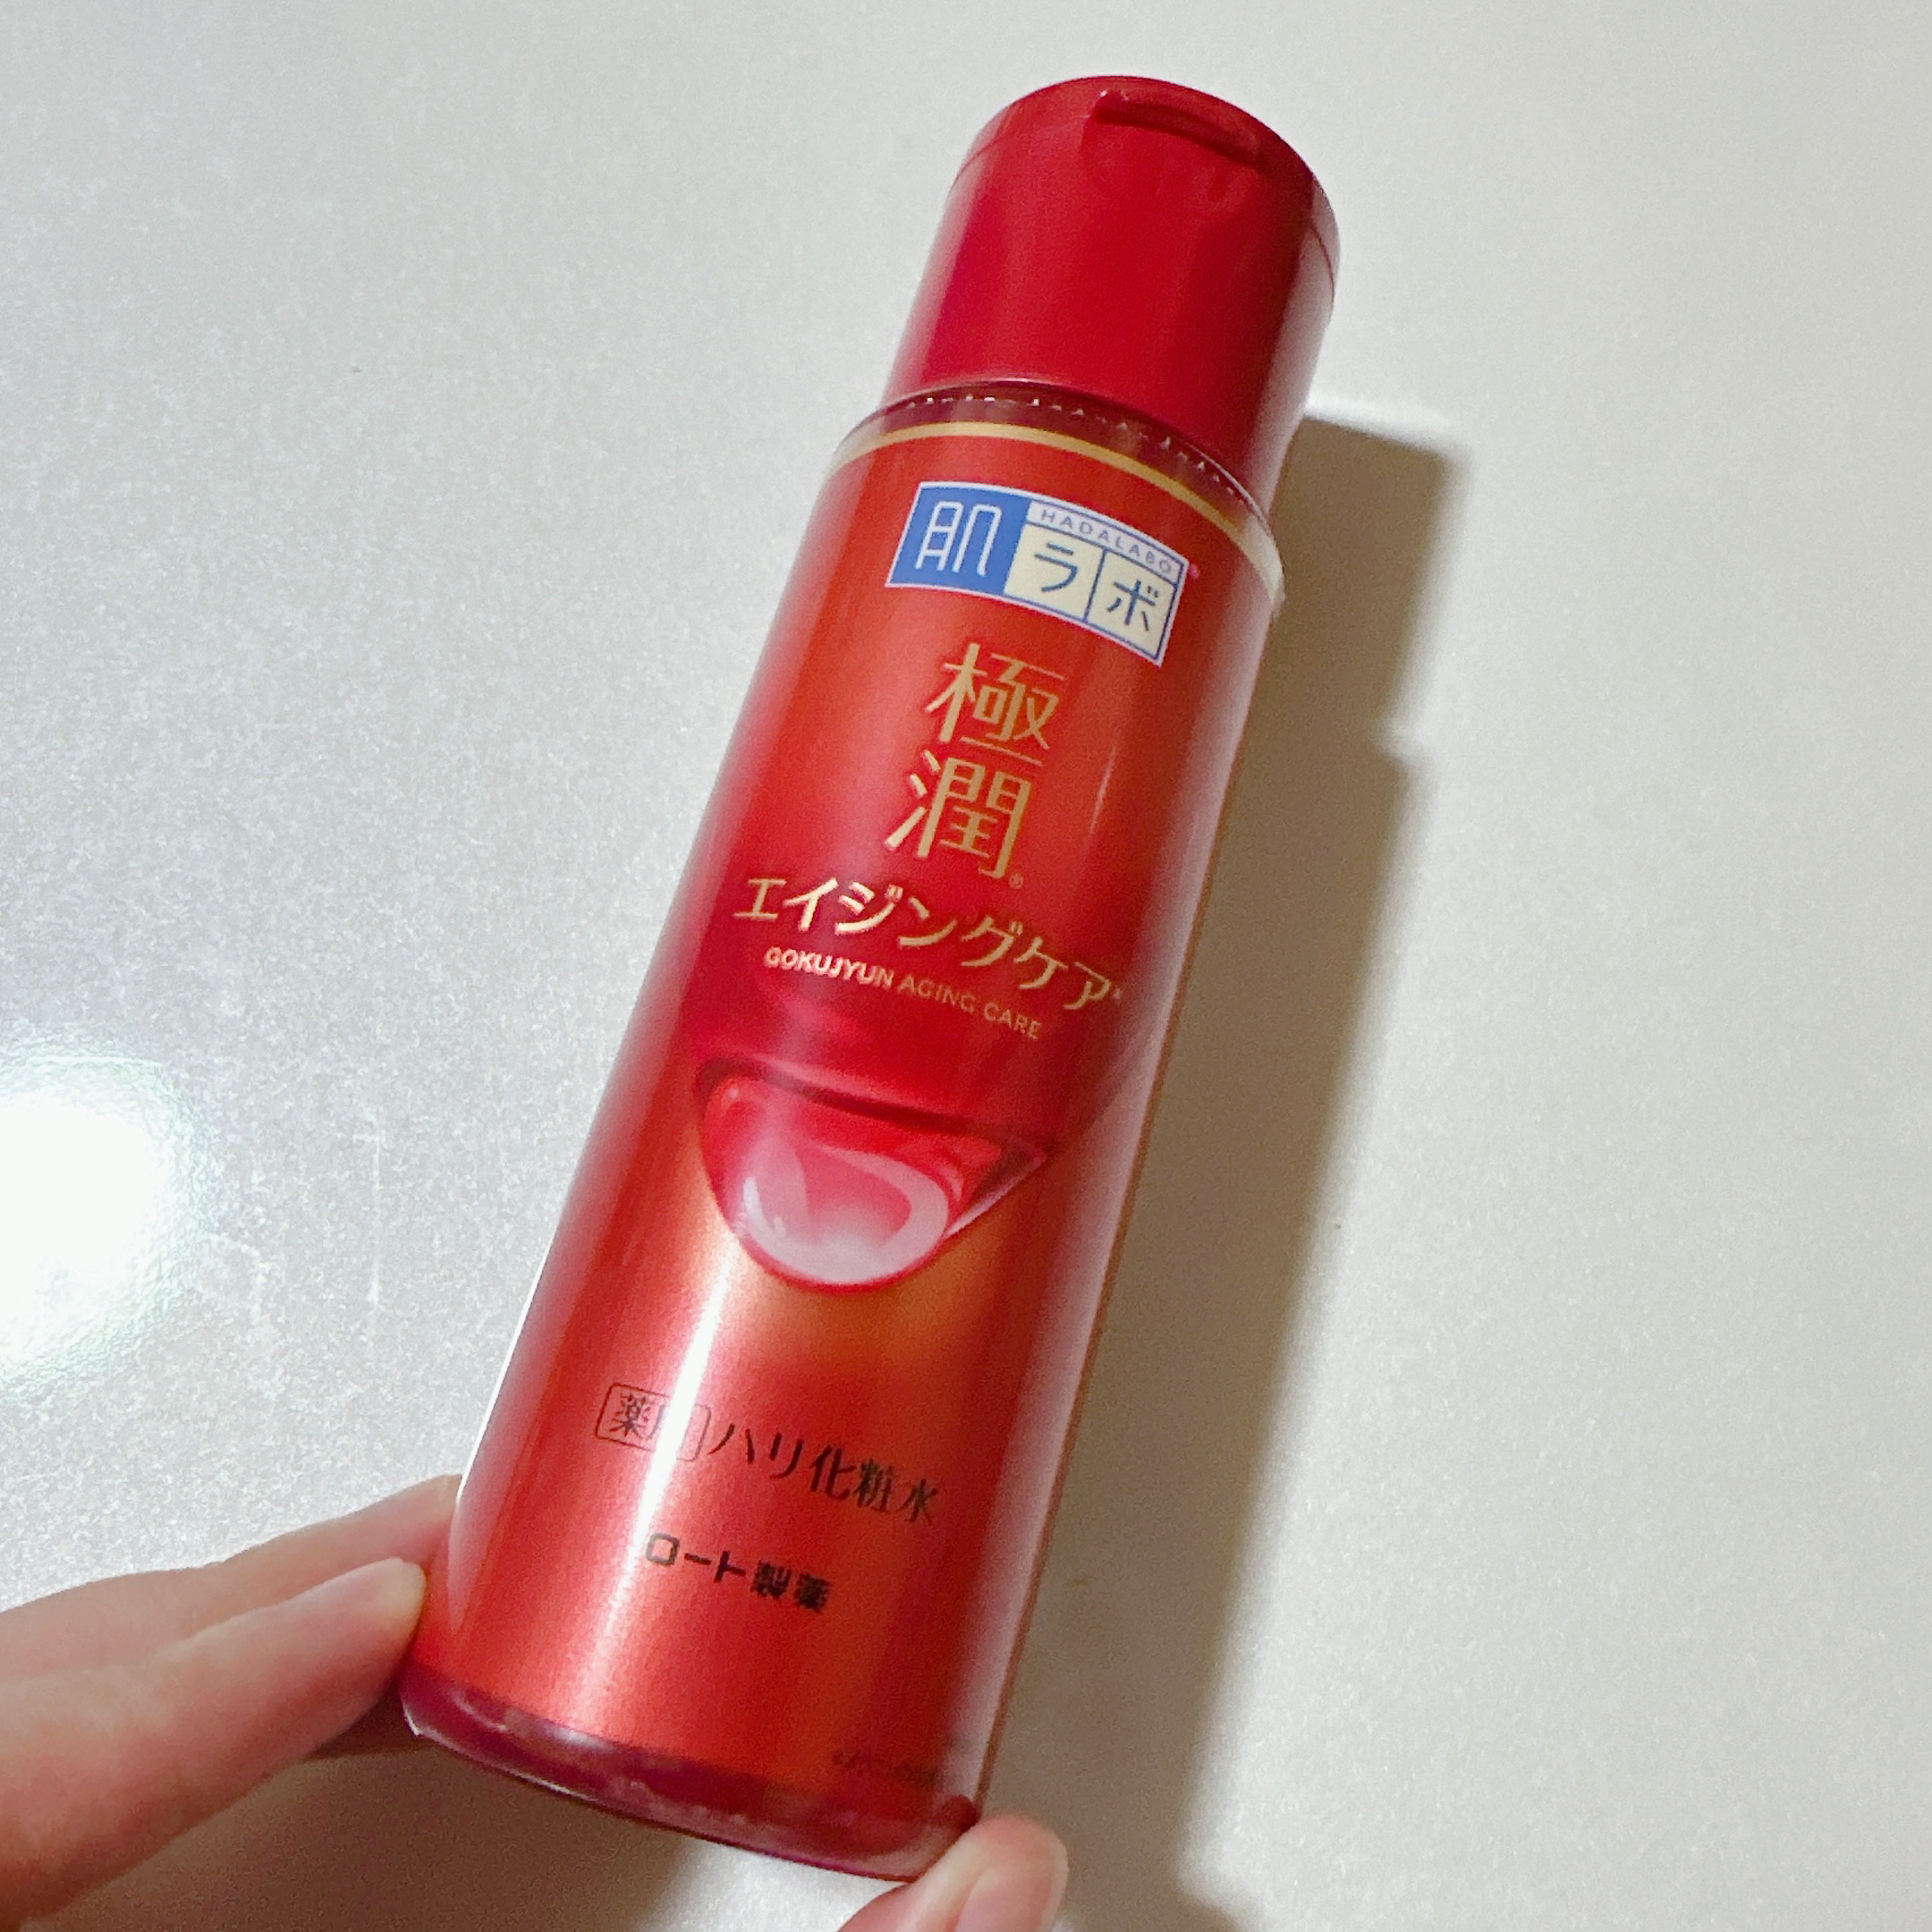 肌ラボ
HADALABO
極潤®
エイジングケア*
GOKUJYUN AGING CARE
薬用 ハリ化粧水
ロート製薬